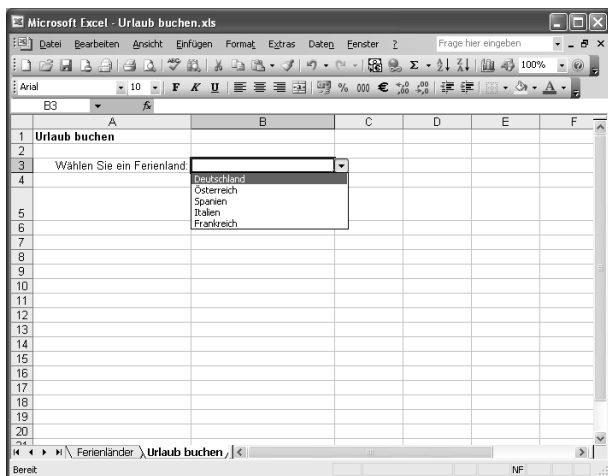 Microsoft Excel - Urlaub buchen.xls
Datei Bearbeiten Ansicht Einfügen Format Extras Daten Fenster ? Frage hier eingeben
100%
Arial 10 F K U % 000 €
B3 fx
A B C D E F
1 Urlaub buchen
2
3 Wählen Sie ein Ferienland:
4 Deutschland
Österreich
Spanien
5 Italien
6 Frankreich
7
8
9
10
11
12
13
14
15
16
17
18
19
20
21
Ferienländer Urlaub buchen
Bereit NF